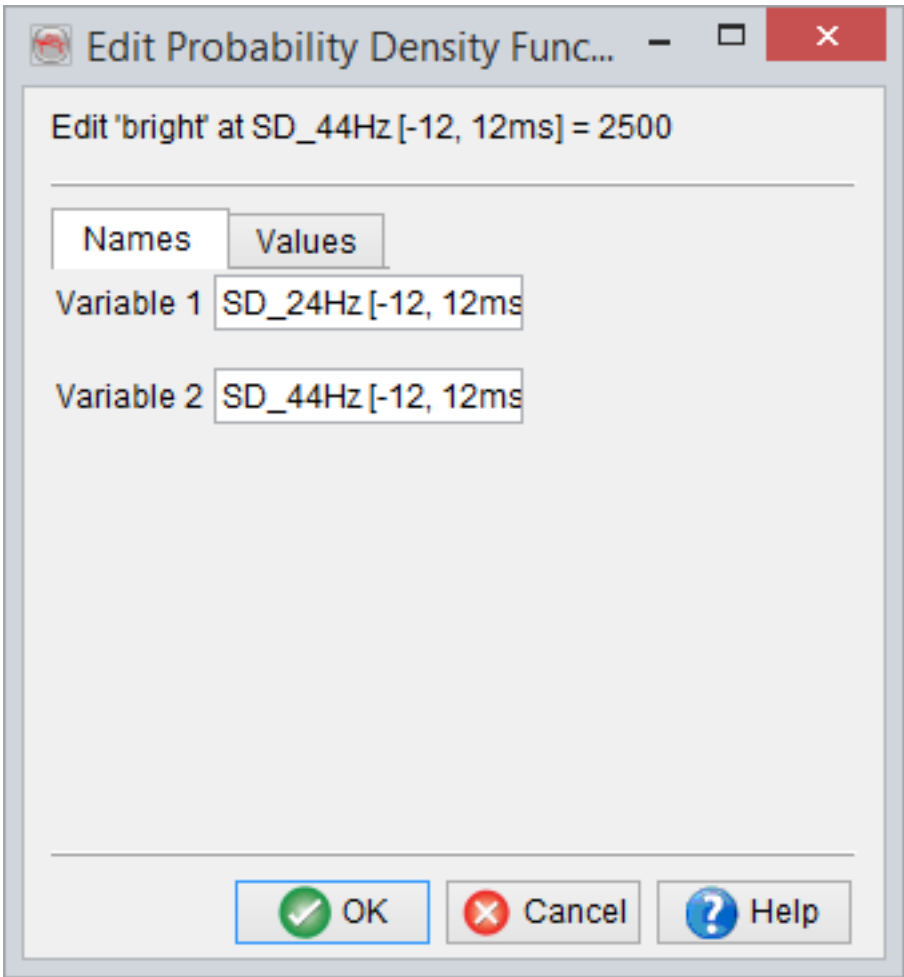 Edit Probability Density Func...
Edit 'bright' at SD_44Hz [-12, 12ms] = 2500
Names Values
Variable 1 SD_24Hz [-12, 12ms
Variable 2 SD_44Hz [-12, 12ms
OK Cancel Help